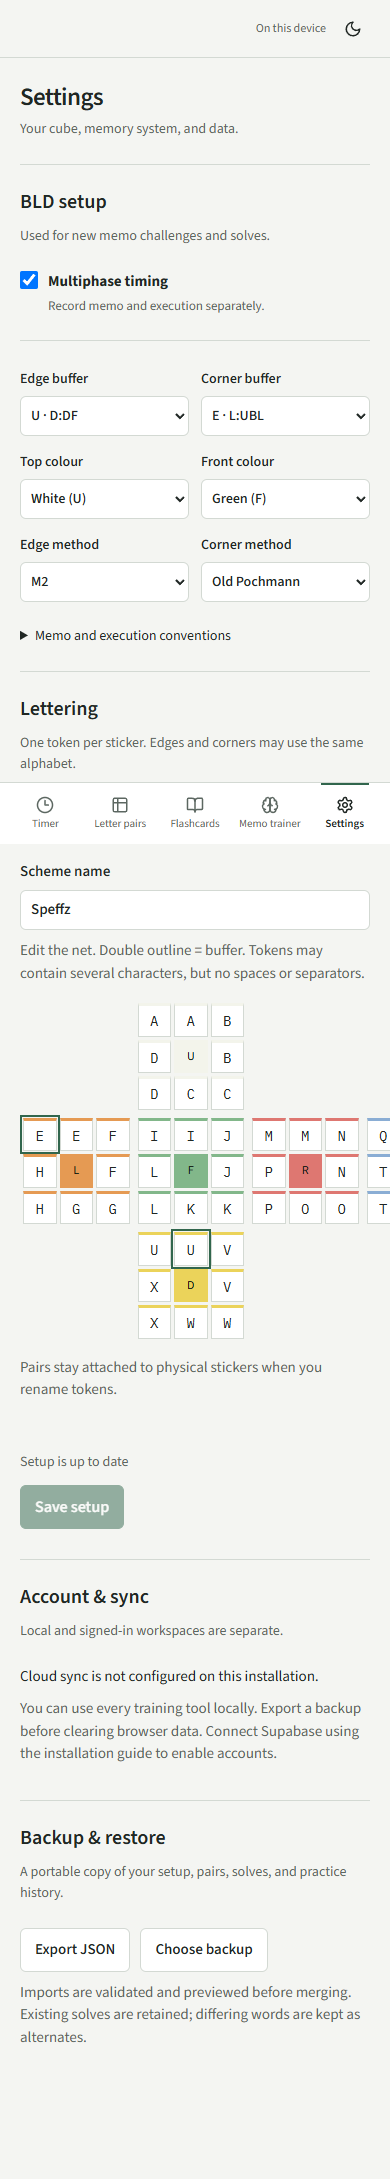 On this device
Settings
Your cube, memory system, and data.
BLD setup
Used for new memo challenges and solves.
Multiphase timing
Record memo and execution separately.
Edge buffer Corner buffer
U · D:DF E · L:UBL
Top colour Front colour
White (U) Green (F)
Edge method Corner method
M2 Old Pochmann
Memo and execution conventions
Lettering
One token per sticker. Edges and corners may use the same
alphabet.
Timer Letter pairs Flashcards Memo trainer Settings
Scheme name
Speffz
Edit the net. Double outline = buffer. Tokens may
contain several characters, but no spaces or separators.
A A B
D U B
D C C
E E F I I J M M N Q
H L F L F J P R N T
H G G L K K P O O T
U U V
X D V
X W W
Pairs stay attached to physical stickers when you
rename tokens.
Setup is up to date
Save setup
Account & sync
Local and signed-in workspaces are separate.
Cloud sync is not configured on this installation.
You can use every training tool locally. Export a backup
before clearing browser data. Connect Supabase using
the installation guide to enable accounts.
Backup & restore
A portable copy of your setup, pairs, solves, and practice
history.
Export JSON Choose backup
Imports are validated and previewed before merging.
Existing solves are retained; differing words are kept as
alternates.